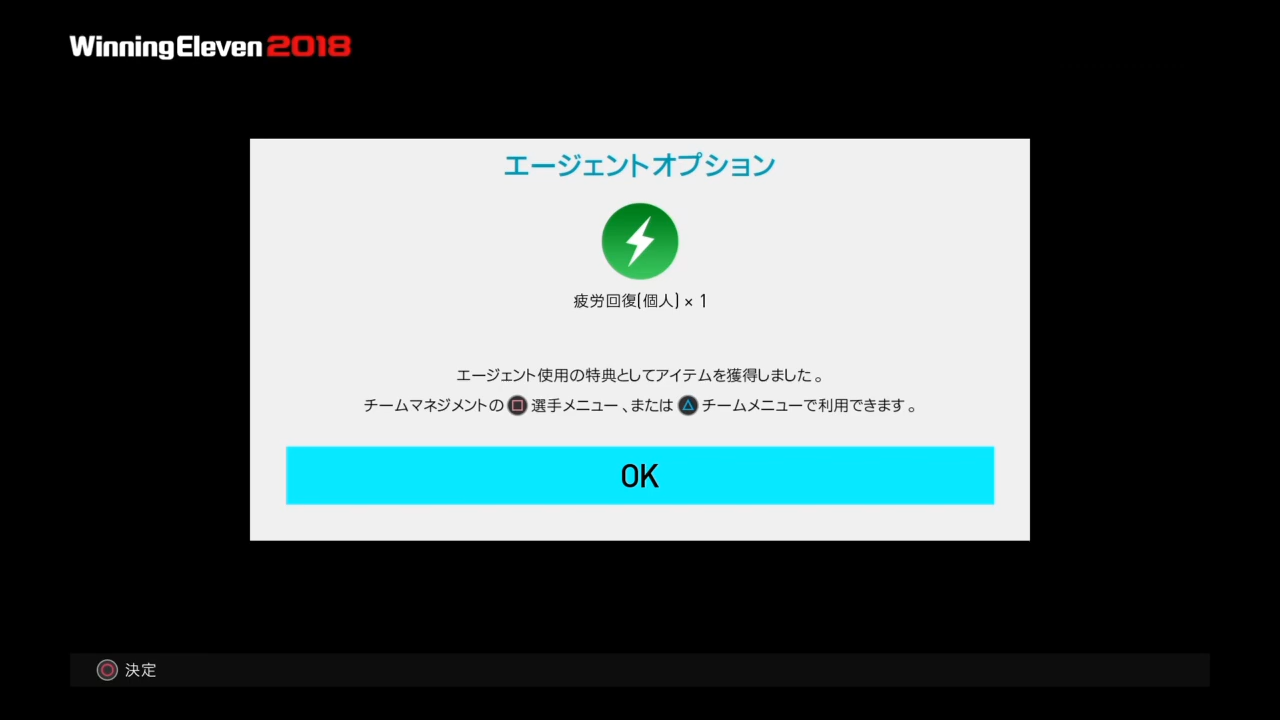 WinningEleven 2018
エージェントオプション
疲労回復(個人) × 1
エージェント使用の特典としてアイテムを獲得しました。
チームマネジメントの □ 選手メニュー、または △ チームメニューで利用できます。
OK
決定